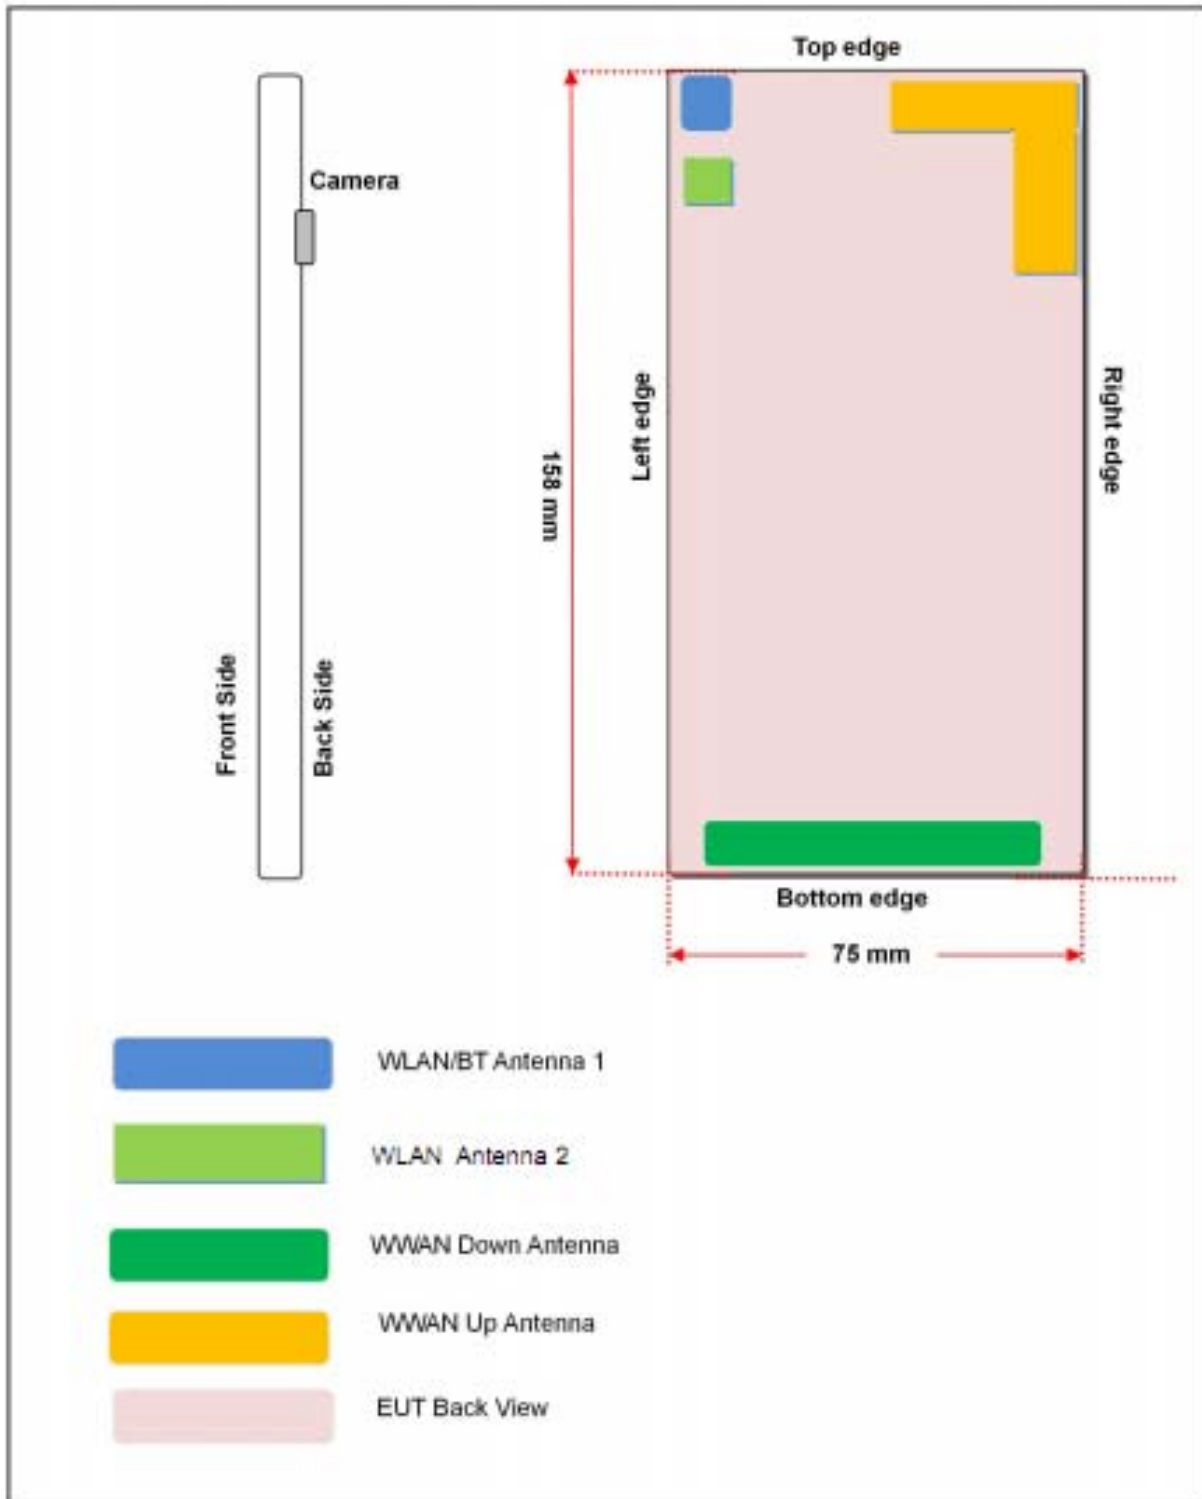 Top edge
Camera
Left edge
Right edge
158 mm
Front Side
Back Side
Bottom edge
75 mm
WLAN/BT Antenna 1
WLAN Antenna 2
WWAN Down Antenna
WWAN Up Antenna
EUT Back View